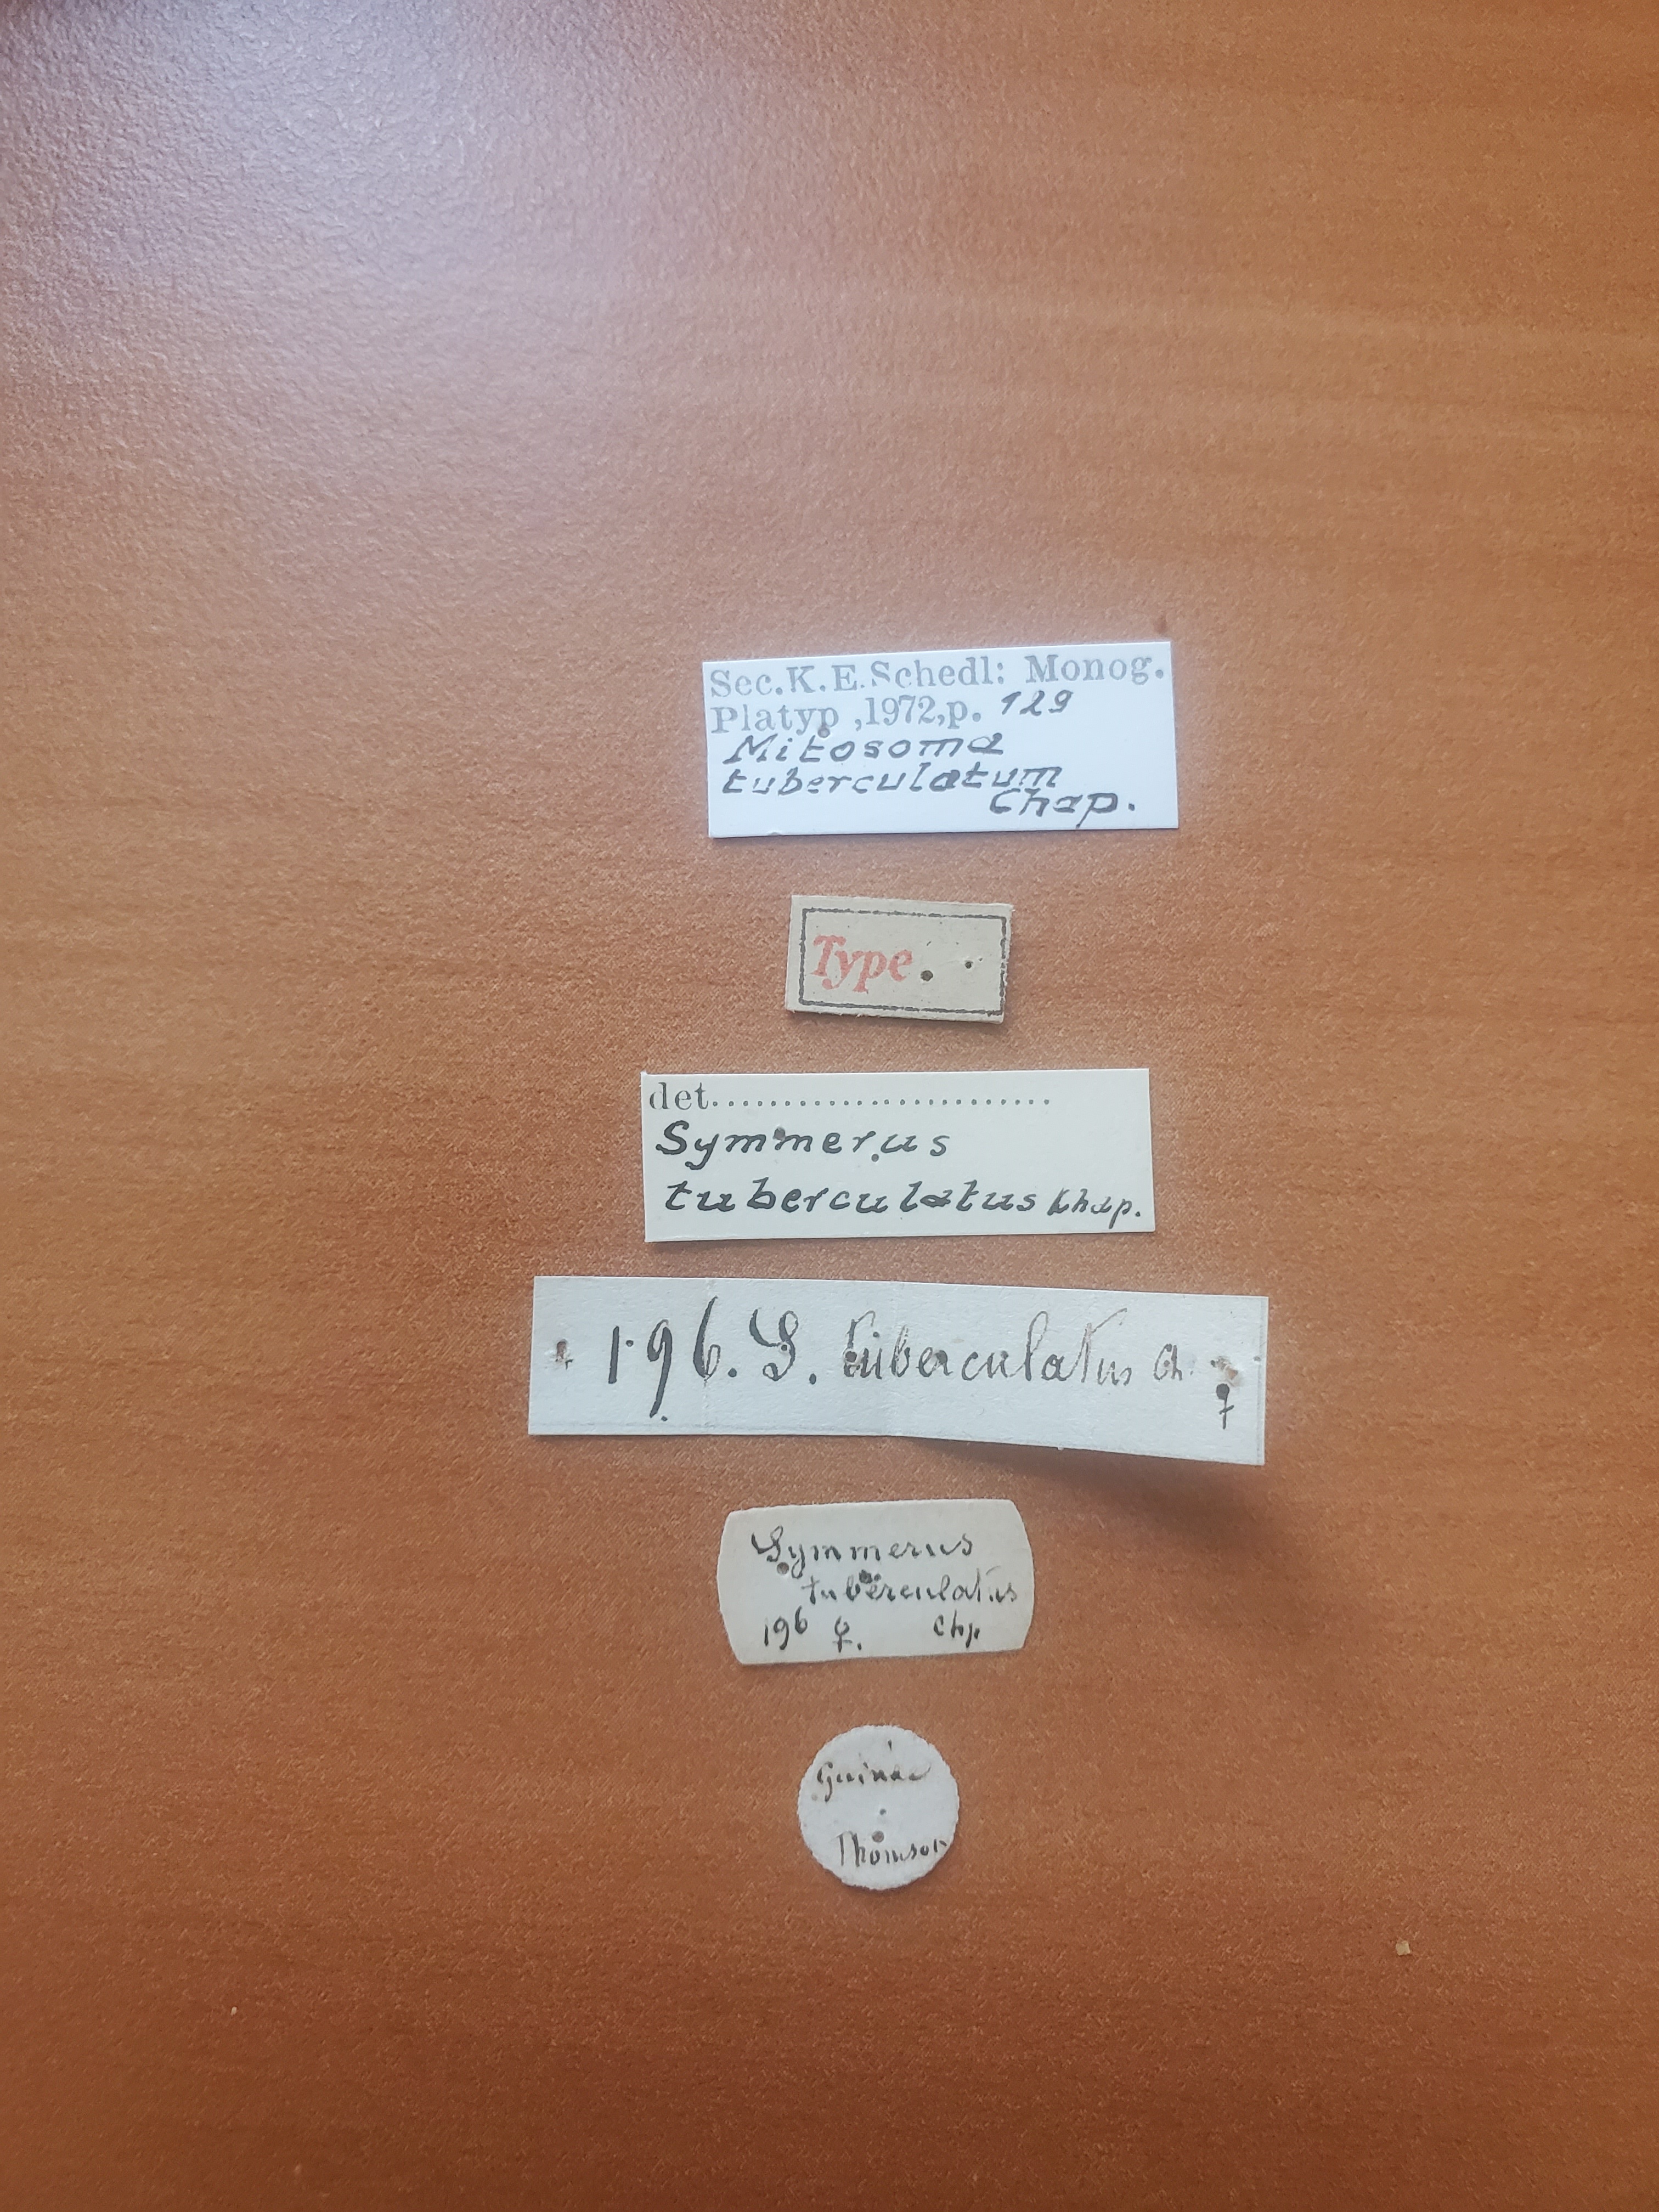 Sec.K.E.Schedl: Monog.
Platyp ,1972,p. 129
Mitosoma
tuberculatum
Chap.
Type.
det........................
Symmerus
tuberculatus Chap.
196. S. tuberculatus Ch.
♀
Symmerus
tuberculatus
196 ♀. Chp
Guinée
Thomson